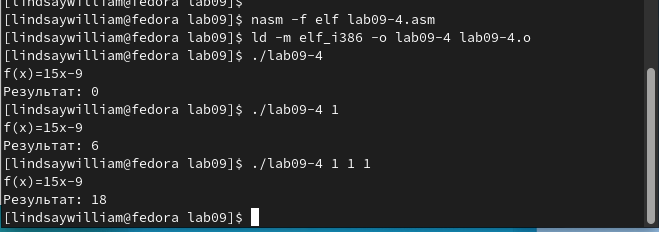 [lindsaywilliam@fedora lab09]$
[lindsaywilliam@fedora lab09]$ nasm -f elf lab09-4.asm
[lindsaywilliam@fedora lab09]$ ld -m elf_i386 -o lab09-4 lab09-4.o
[lindsaywilliam@fedora lab09]$ ./lab09-4
f(x)=15x-9
Результат: 0
[lindsaywilliam@fedora lab09]$ ./lab09-4 1
f(x)=15x-9
Результат: 6
[lindsaywilliam@fedora lab09]$ ./lab09-4 1 1 1
f(x)=15x-9
Результат: 18
[lindsaywilliam@fedora lab09]$